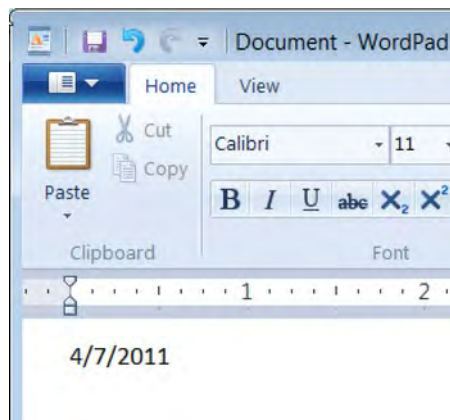 Document - WordPad
Home View
Cut
Copy
Paste
Clipboard
Calibri 11
B I U abc X₂ X²
Font
1 2
4/7/2011